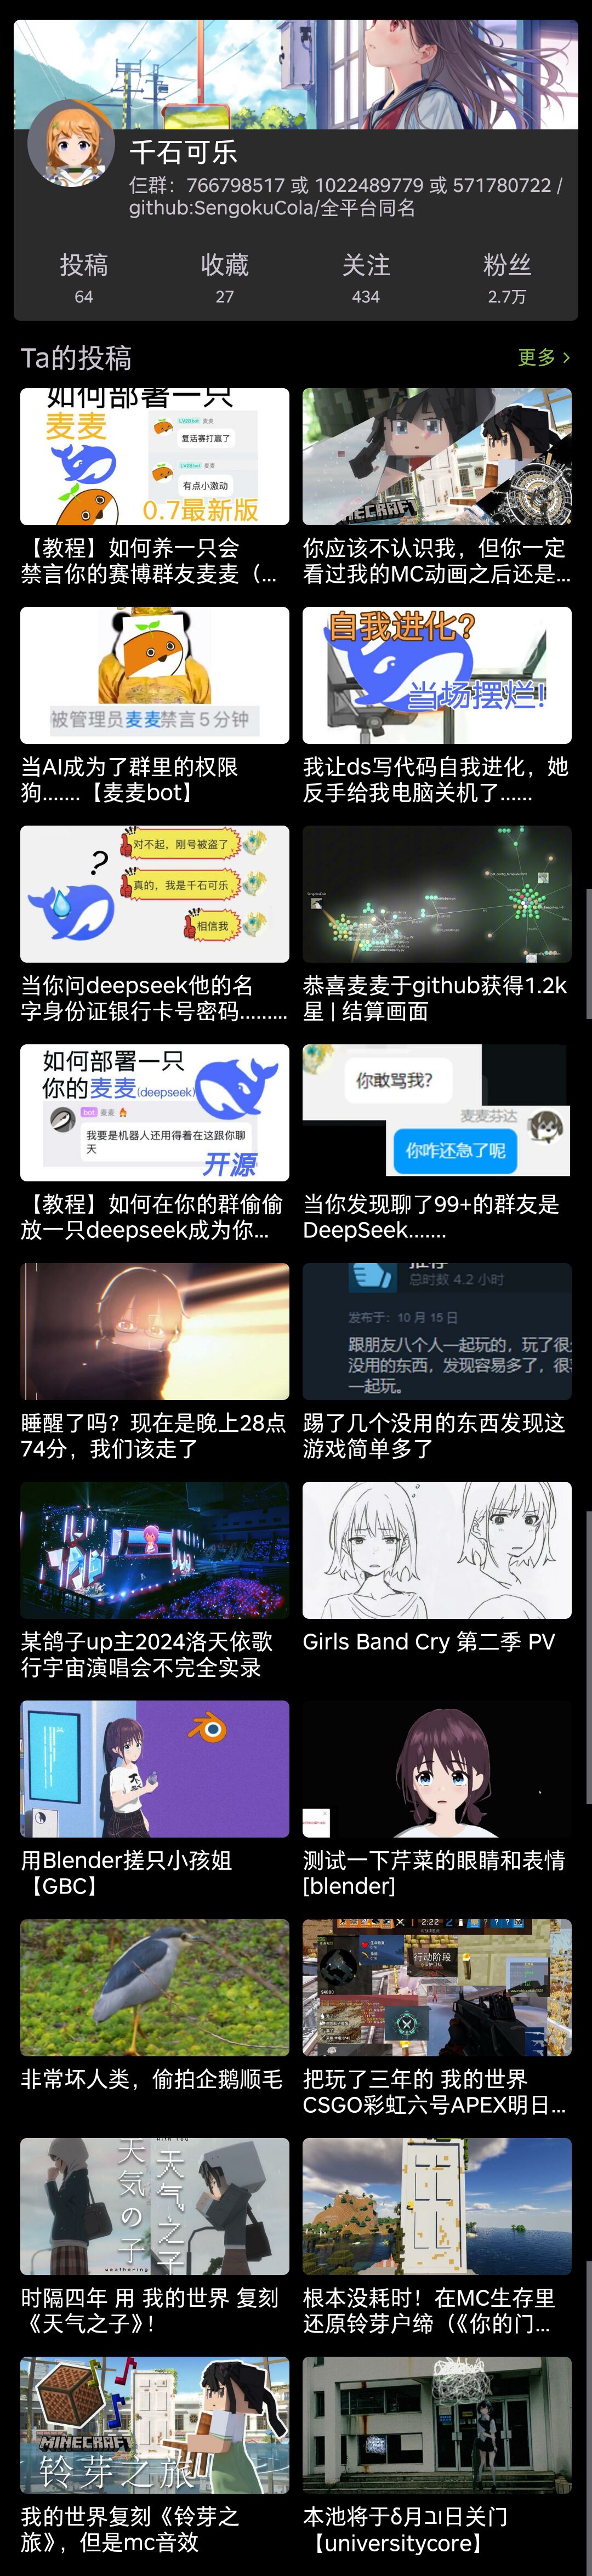 千石可乐
仨群：766798517 或 1022489779 或 571780722 /
github:SengokuCola/全平台同名
投稿 收藏 关注 粉丝
64 27 434 2.7万
Ta的投稿 更多
如何部署一只
麦麦
麦麦
复活赛打赢了
麦麦
有点小激动
0.7最新版
【教程】如何养一只会
禁言你的赛博群友麦麦（...
MINECRAFT
你应该不认识我，但你一定
看过我的MC动画之后还是...
被管理员麦麦禁言5分钟
当AI成为了群里的权限
狗.......【麦麦bot】
自我进化？
当场摆烂！
我让ds写代码自我进化，她
反手给我电脑关机了......
?
对不起，刚号被盗了
真的，我是千石可乐
相信我
当你问deepseek他的名
字身份证银行卡号密码.........
恭喜麦麦于github获得1.2k
星 | 结算画面
如何部署一只
你的麦麦(deepseek)
bot 麦麦
我要是机器人还用得着在这跟你聊
天
开源
【教程】如何在你的群偷偷
放一只deepseek成为你...
你敢骂我？
麦麦芬达
你咋还急了呢
当你发现聊了99+的群友是
DeepSeek.......
睡醒了吗？现在是晚上28点
74分，我们该走了
推荐
总时数 4.2 小时
发布于：10 月 15 日
跟朋友八个人一起玩的，玩了很
没用的东西，发现容易多了，很
一起玩。
踢了几个没用的东西发现这
游戏简单多了
某鸽子up主2024洛天依歌
行宇宙演唱会不完全实录
Girls Band Cry 第二季 PV
用Blender搓只小孩姐
【GBC】
测试一下芹菜的眼睛和表情
[blender]
非常坏人类，偷拍企鹅顺毛
2:22
行动阶段
把玩了三年的 我的世界
CSGO彩虹六号APEX明日...
天気の子
天气之子
weathering
时隔四年 用 我的世界 复刻
《天气之子》！
根本没耗时！在MC生存里
还原铃芽户缔（《你的门...
MINECRAFT
铃芽之旅
我的世界复刻《铃芽之
旅》，但是mc音效
本池将于δ月בו日关门
【universitycore】